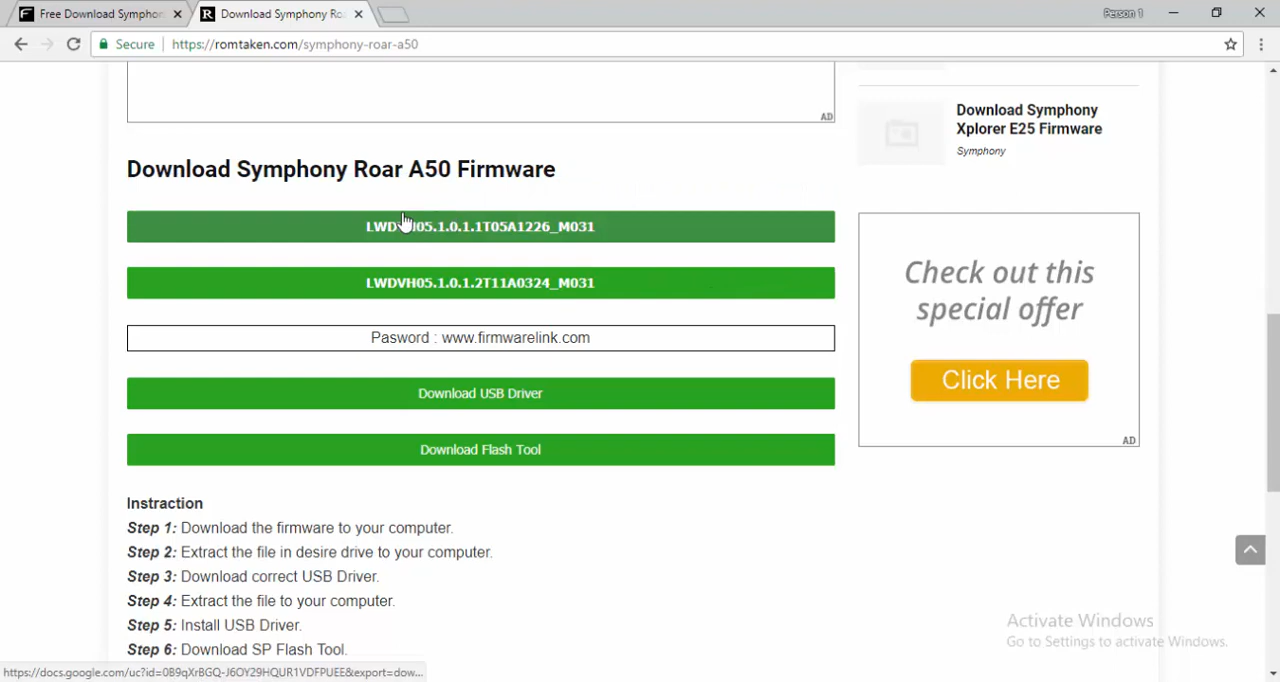 Free Download Symphon
Download Symphony Ro
Person 1
Secure
https://romtaken.com/symphony-roar-a50
AD
Download Symphony
Xplorer E25 Firmware
Symphony
Download Symphony Roar A50 Firmware
LWDVH05.1.0.1.1T05A1226_M031
LWDVH05.1.0.1.2T11A0324_M031
Pasword : www.firmwarelink.com
Download USB Driver
Download Flash Tool
Check out this
special offer
Click Here
AD
Instraction
Step 1: Download the firmware to your computer.
Step 2: Extract the file in desire drive to your computer.
Step 3: Download correct USB Driver.
Step 4: Extract the file to your computer.
Step 5: Install USB Driver.
Step 6: Download SP Flash Tool.
Activate Windows
Go to Settings to activate Windows.
https://docs.google.com/uc?id=0B9qXrBGQ-J6OY29HQUR1VDFPUEE&export=dow...